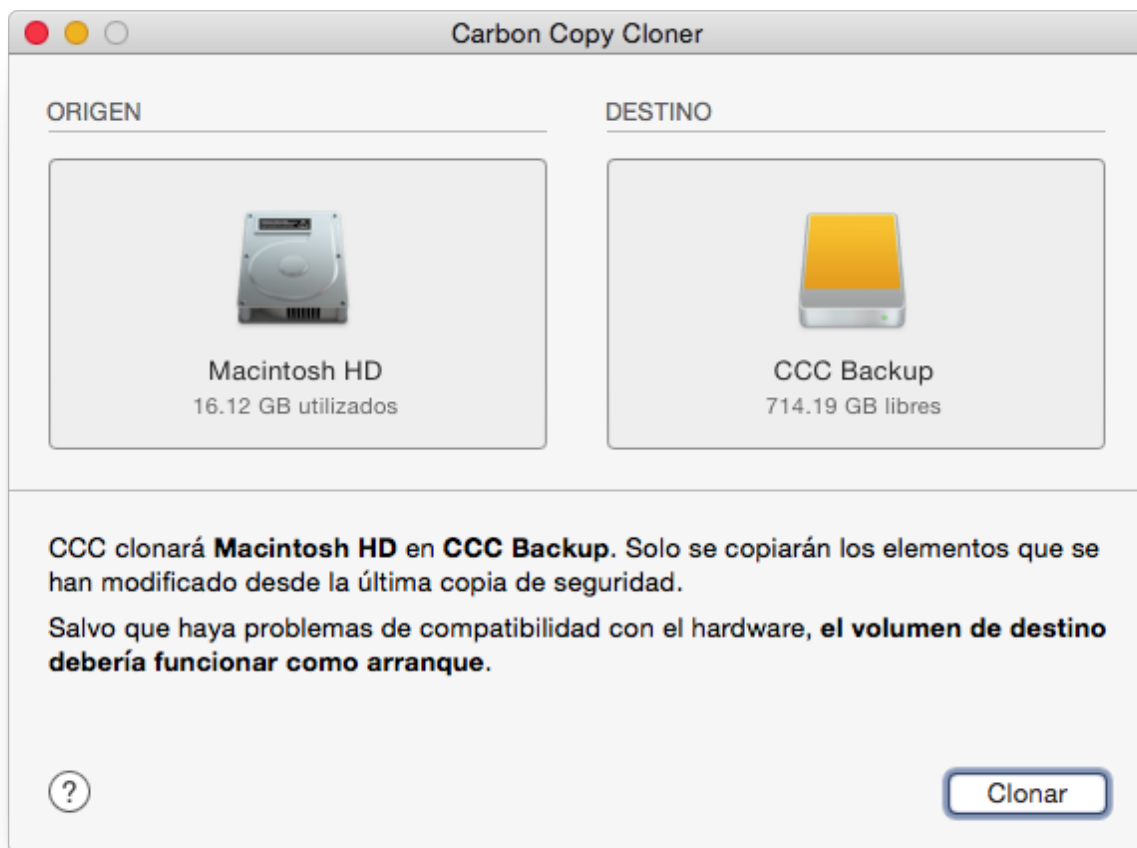 Carbon Copy Cloner
ORIGEN
DESTINO
Macintosh HD
16.12 GB utilizados
CCC Backup
714.19 GB libres
CCC clonará Macintosh HD en CCC Backup. Solo se copiarán los elementos que se
han modificado desde la última copia de seguridad.
Salvo que haya problemas de compatibilidad con el hardware, el volumen de destino
debería funcionar como arranque.
?
Clonar